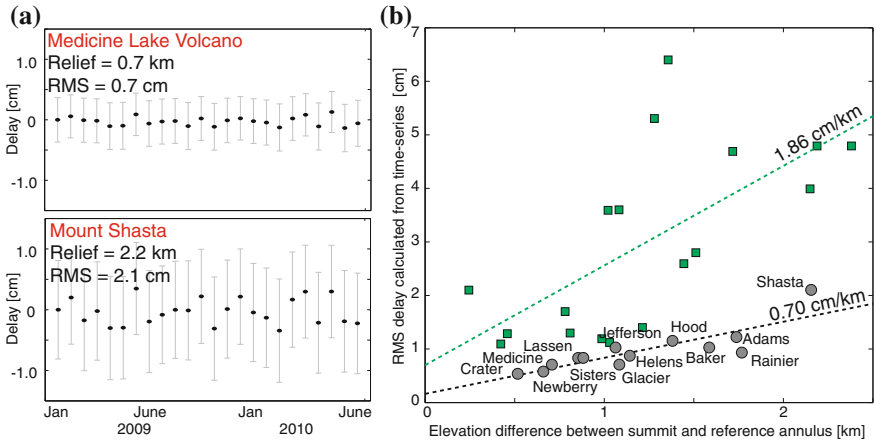 (a)
Medicine Lake Volcano
Relief = 0.7 km
RMS = 0.7 cm
Delay [cm]
1.0
0
-1.0
Mount Shasta
Relief = 2.2 km
RMS = 2.1 cm
Delay [cm]
1.0
0
-1.0
Jan June Jan June
2009 2010
(b)
RMS delay calculated from time-series [cm]
7
6
5
4
3
2
1
0
1.86 cm/km
0.70 cm/km
Shasta
Hood
Jefferson
Adams
Lassen
Medicine
Helens
Baker
Rainier
Crater
Sisters
Glacier
Newberry
0 1 2
Elevation difference between summit and reference annulus [km]